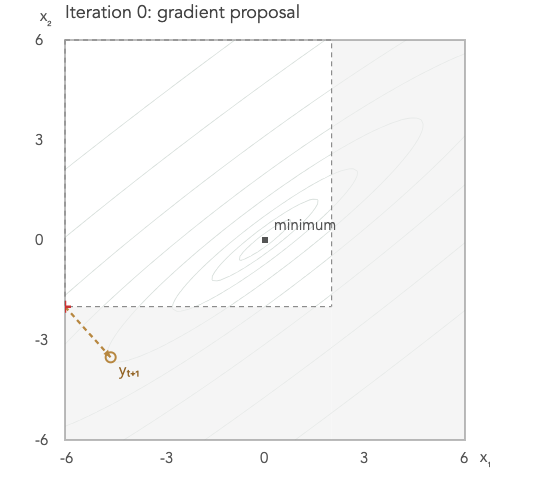 Iteration 0: gradient proposal
x₂
6
3
0
-3
-6
minimum
yₜ₊₁
-6 -3 0 3 6 x₁